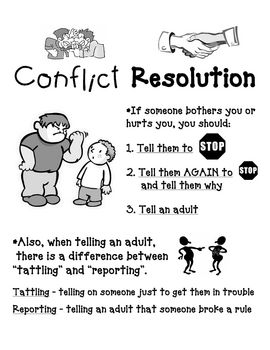 Conflict Resolution
•If someone bothers you or
hurts you, you should:
1. Tell them to STOP
2. Tell them AGAIN to STOP
and tell them why
3. Tell an adult
•Also, when telling an adult,
there is a difference between
"tattling" and "reporting".
Tattling - telling on someone just to get them in trouble
Reporting - telling an adult that someone broke a rule